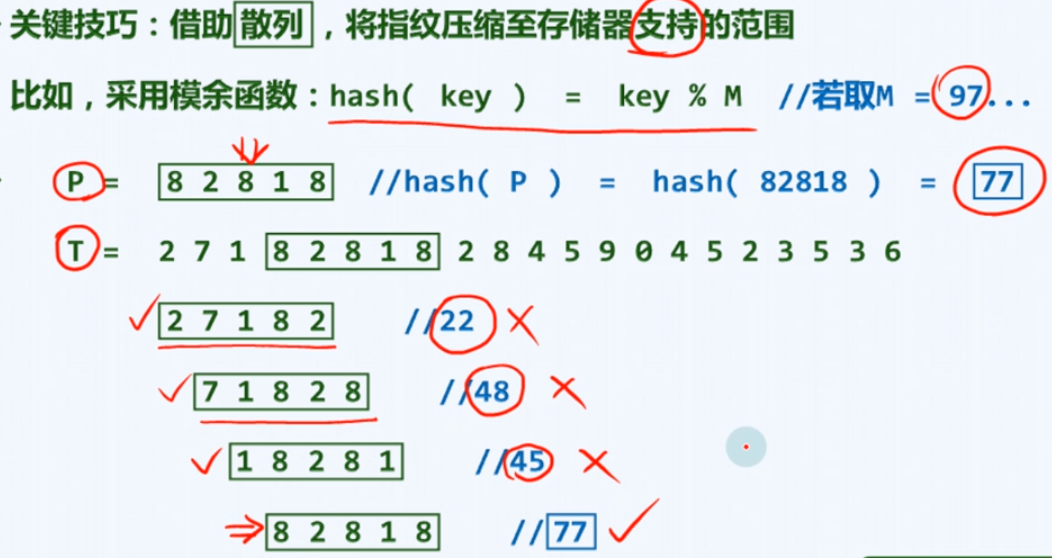 关键技巧：借助散列，将指纹压缩至存储器支持的范围
比如，采用模余函数：hash( key ) = key % M //若取M = 97...
P = 8 2 8 1 8 //hash( P ) = hash( 82818 ) = 77
T = 2 7 1 8 2 8 1 8 2 8 4 5 9 0 4 5 2 3 5 3 6
2 7 1 8 2 //22
7 1 8 2 8 //48
1 8 2 8 1 //45
8 2 8 1 8 //77